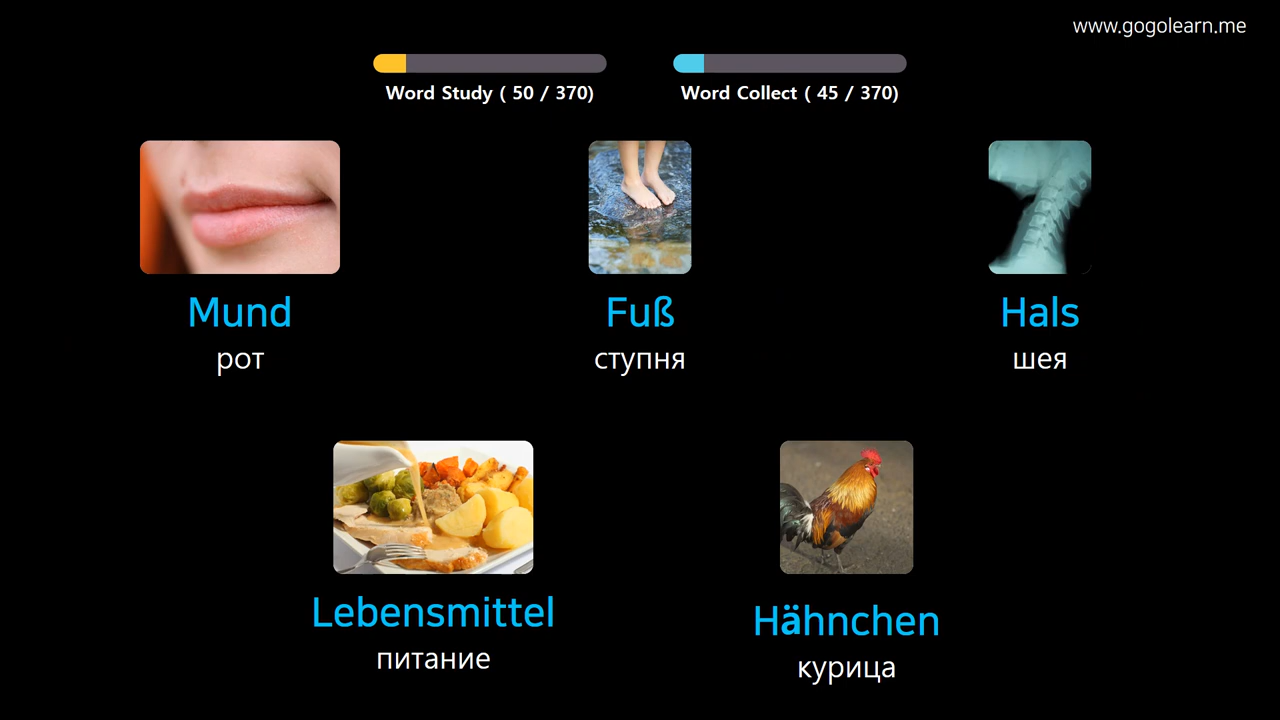 www.gogolearn.me
Word Study ( 50 / 370)
Word Collect ( 45 / 370)
Mund
рот
Fuß
ступня
Hals
шея
Lebensmittel
питание
Hähnchen
курица